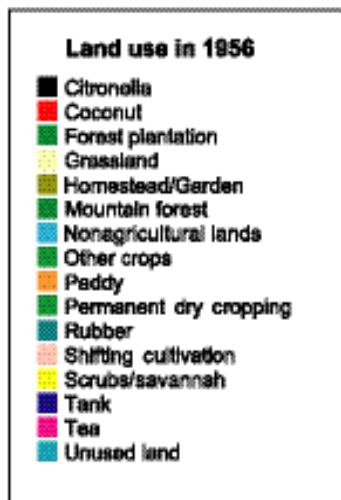 Land use in 1956
Citronella
Coconut
Forest plantation
Grassland
Homestead/Garden
Mountain forest
Nonagricultural lands
Other crops
Paddy
Permanent dry cropping
Rubber
Shifting cultivation
Scrubs/savannah
Tank
Tea
Unused land